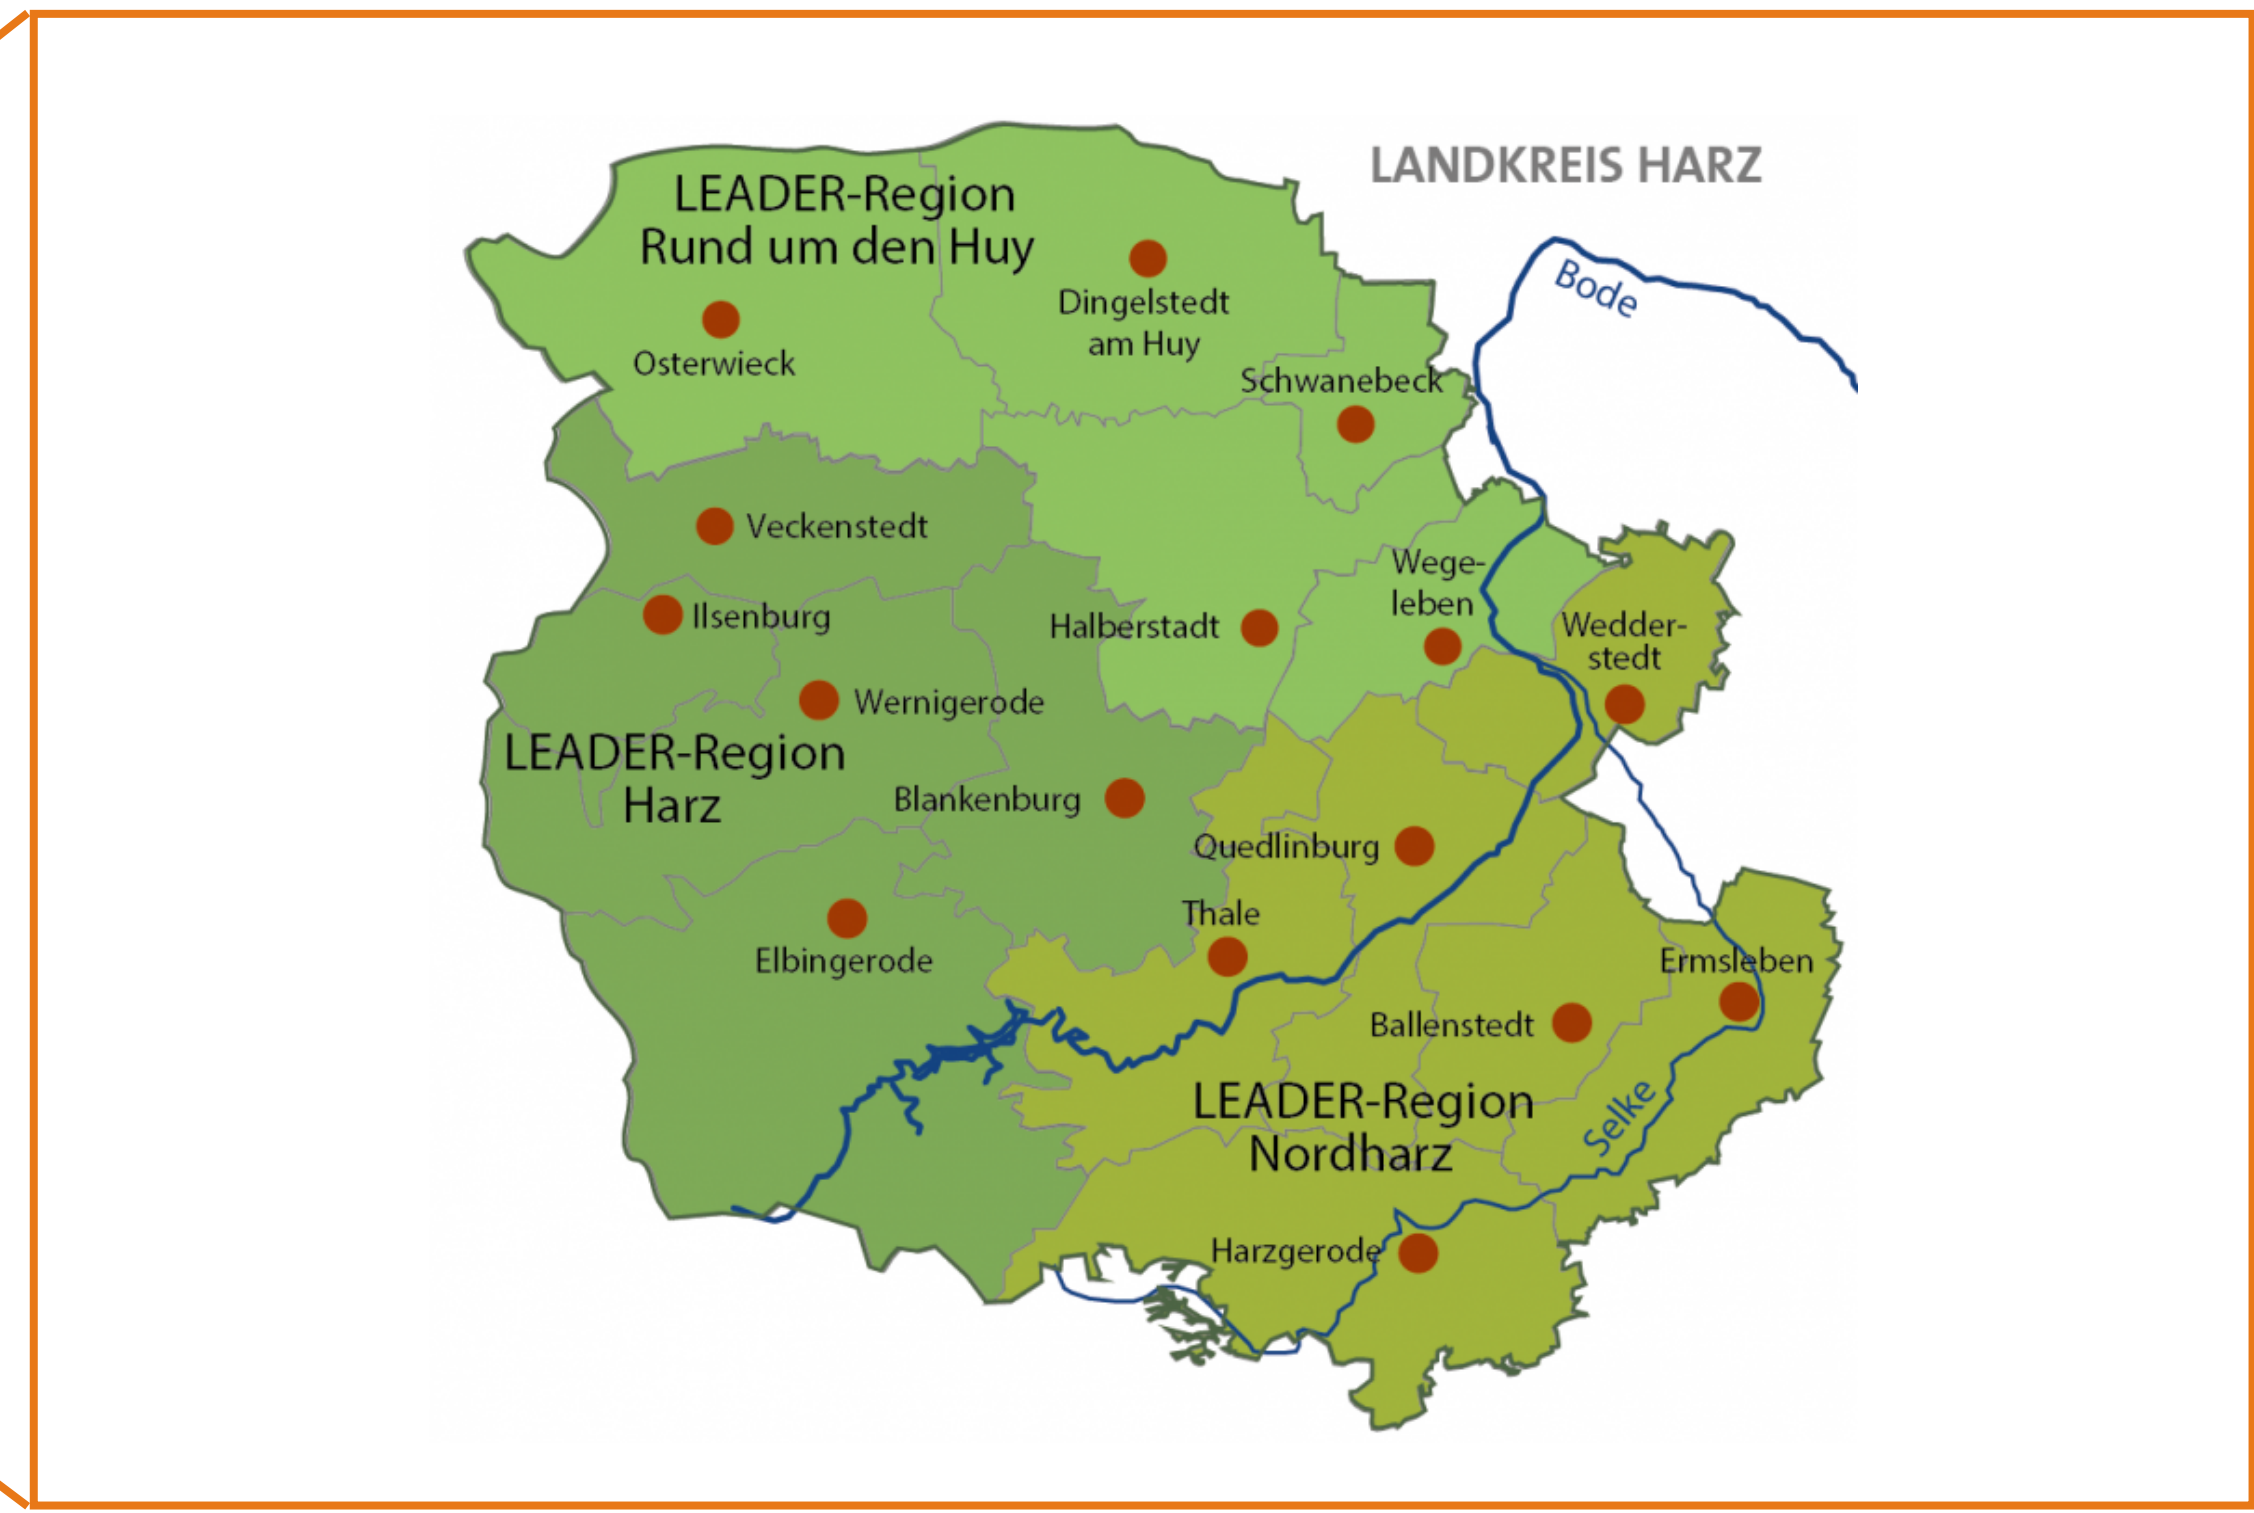 LANDKREIS HARZ
LEADER-Region
Rund um den Huy
Bode
Dingelstedt
am Huy
Osterwieck
Schwanebeck
Veckenstedt
Wege-
leben
Ilsenburg
Halberstadt
Wedder-
stedt
Wernigerode
LEADER-Region
Harz
Blankenburg
Quedlinburg
Thale
Elbingerode
Ermsleben
Ballenstedt
LEADER-Region
Nordharz
Selke
Harzgerode